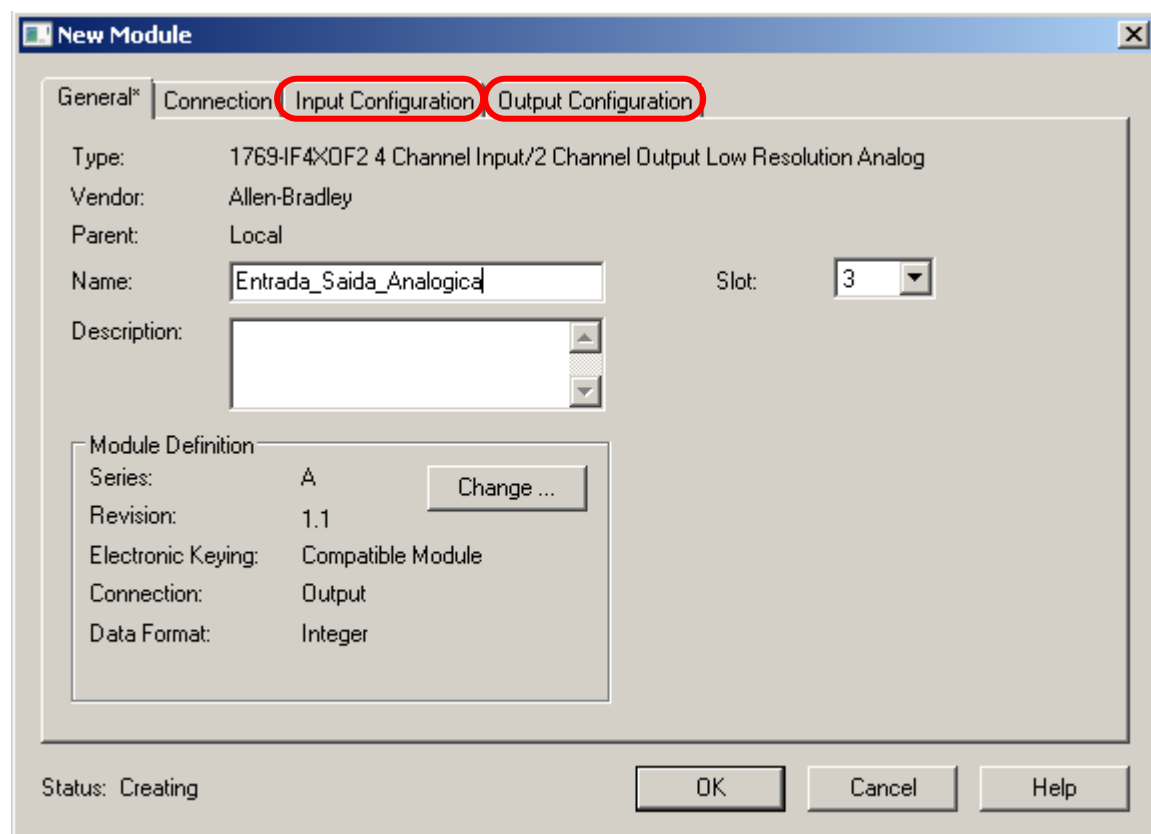 New Module
General* Connection Input Configuration Output Configuration
Type: 1769-IF4XOF2 4 Channel Input/2 Channel Output Low Resolution Analog
Vendor: Allen-Bradley
Parent: Local
Name: Entrada_Saida_Analogica Slot: 3
Description:
Module Definition
Series: A Change ...
Revision: 1.1
Electronic Keying: Compatible Module
Connection: Output
Data Format: Integer
Status: Creating OK Cancel Help